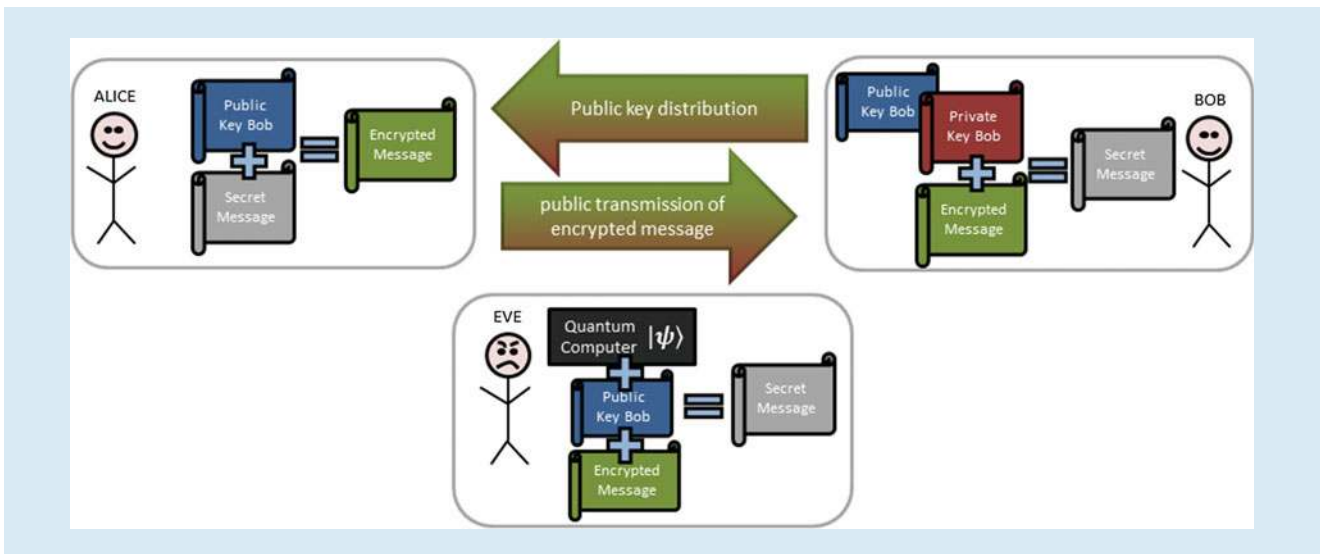 ALICE
Public
Key Bob
Secret
Message
Encrypted
Message
Public key distribution
public transmission of
encrypted message
Public
Key Bob
Private
Key Bob
Encrypted
Message
Secret
Message
BOB
EVE
Quantum
Computer |ψ⟩
Public
Key Bob
Encrypted
Message
Secret
Message